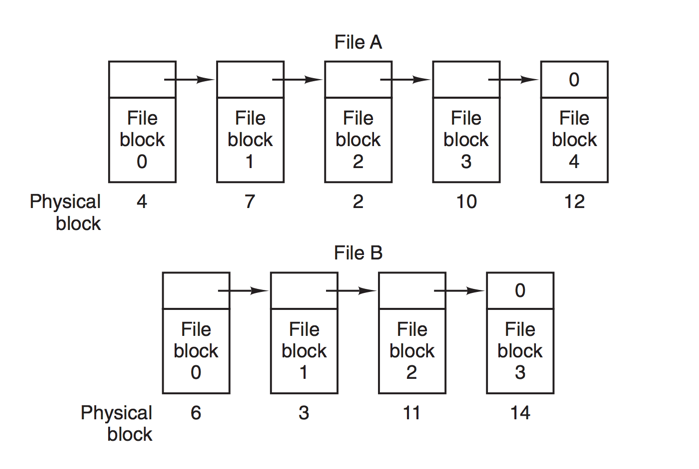 File A
0
File File File File File
block block block block block
0 1 2 3 4
Physical 4 7 2 10 12
block
File B
0
File File File File
block block block block
0 1 2 3
Physical 6 3 11 14
block